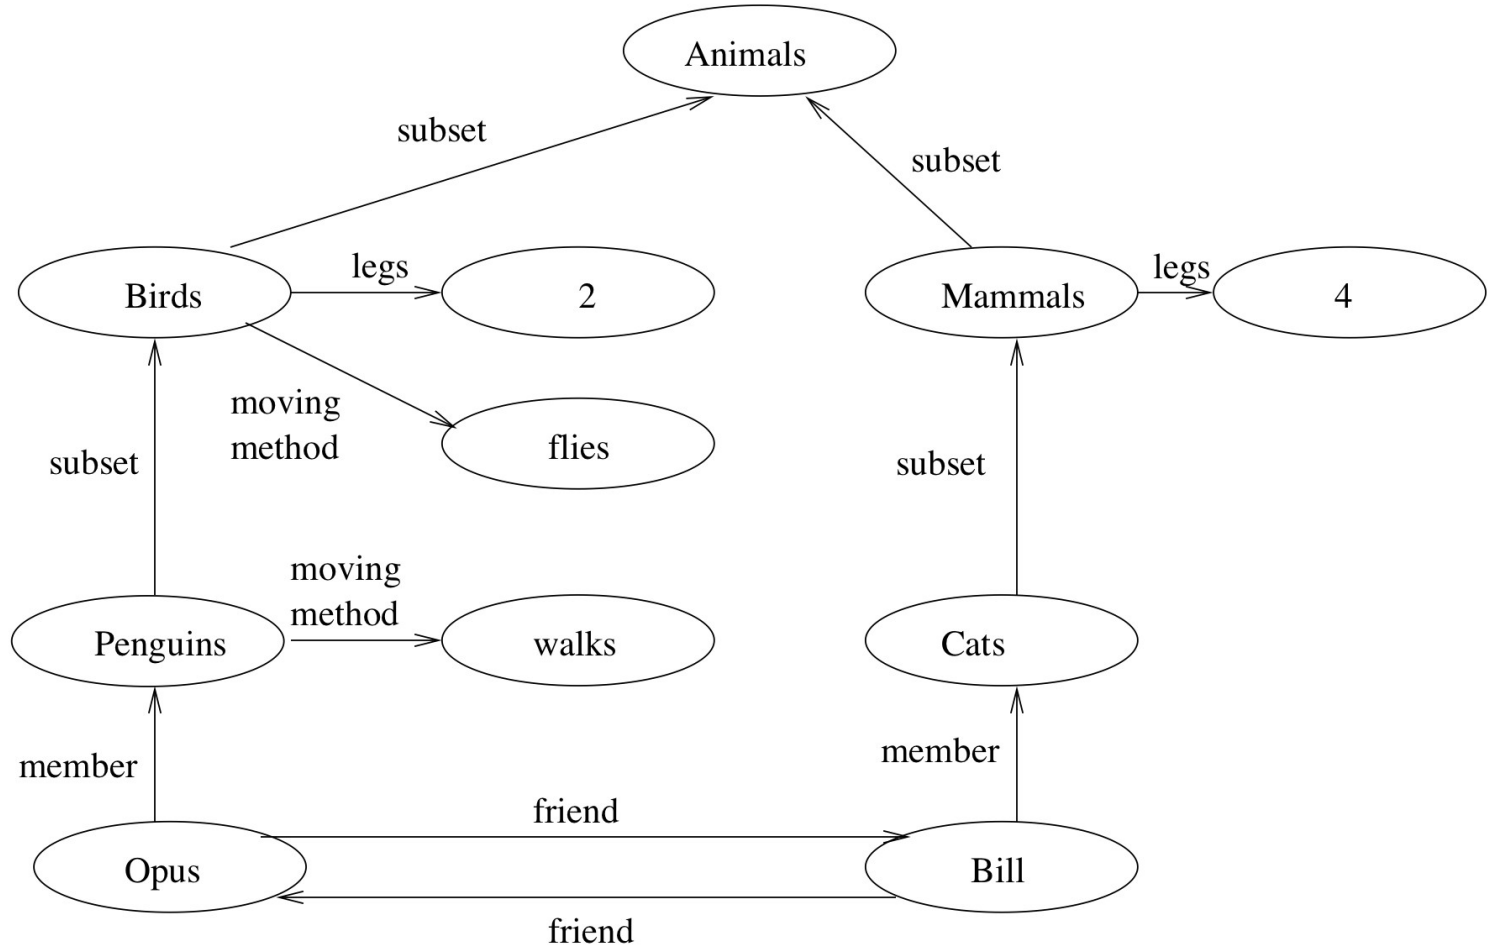 Animals
subset
subset
Birds
legs
2
Mammals
legs
4
moving
method
flies
subset
subset
moving
method
Penguins
walks
Cats
member
member
friend
Opus
Bill
friend